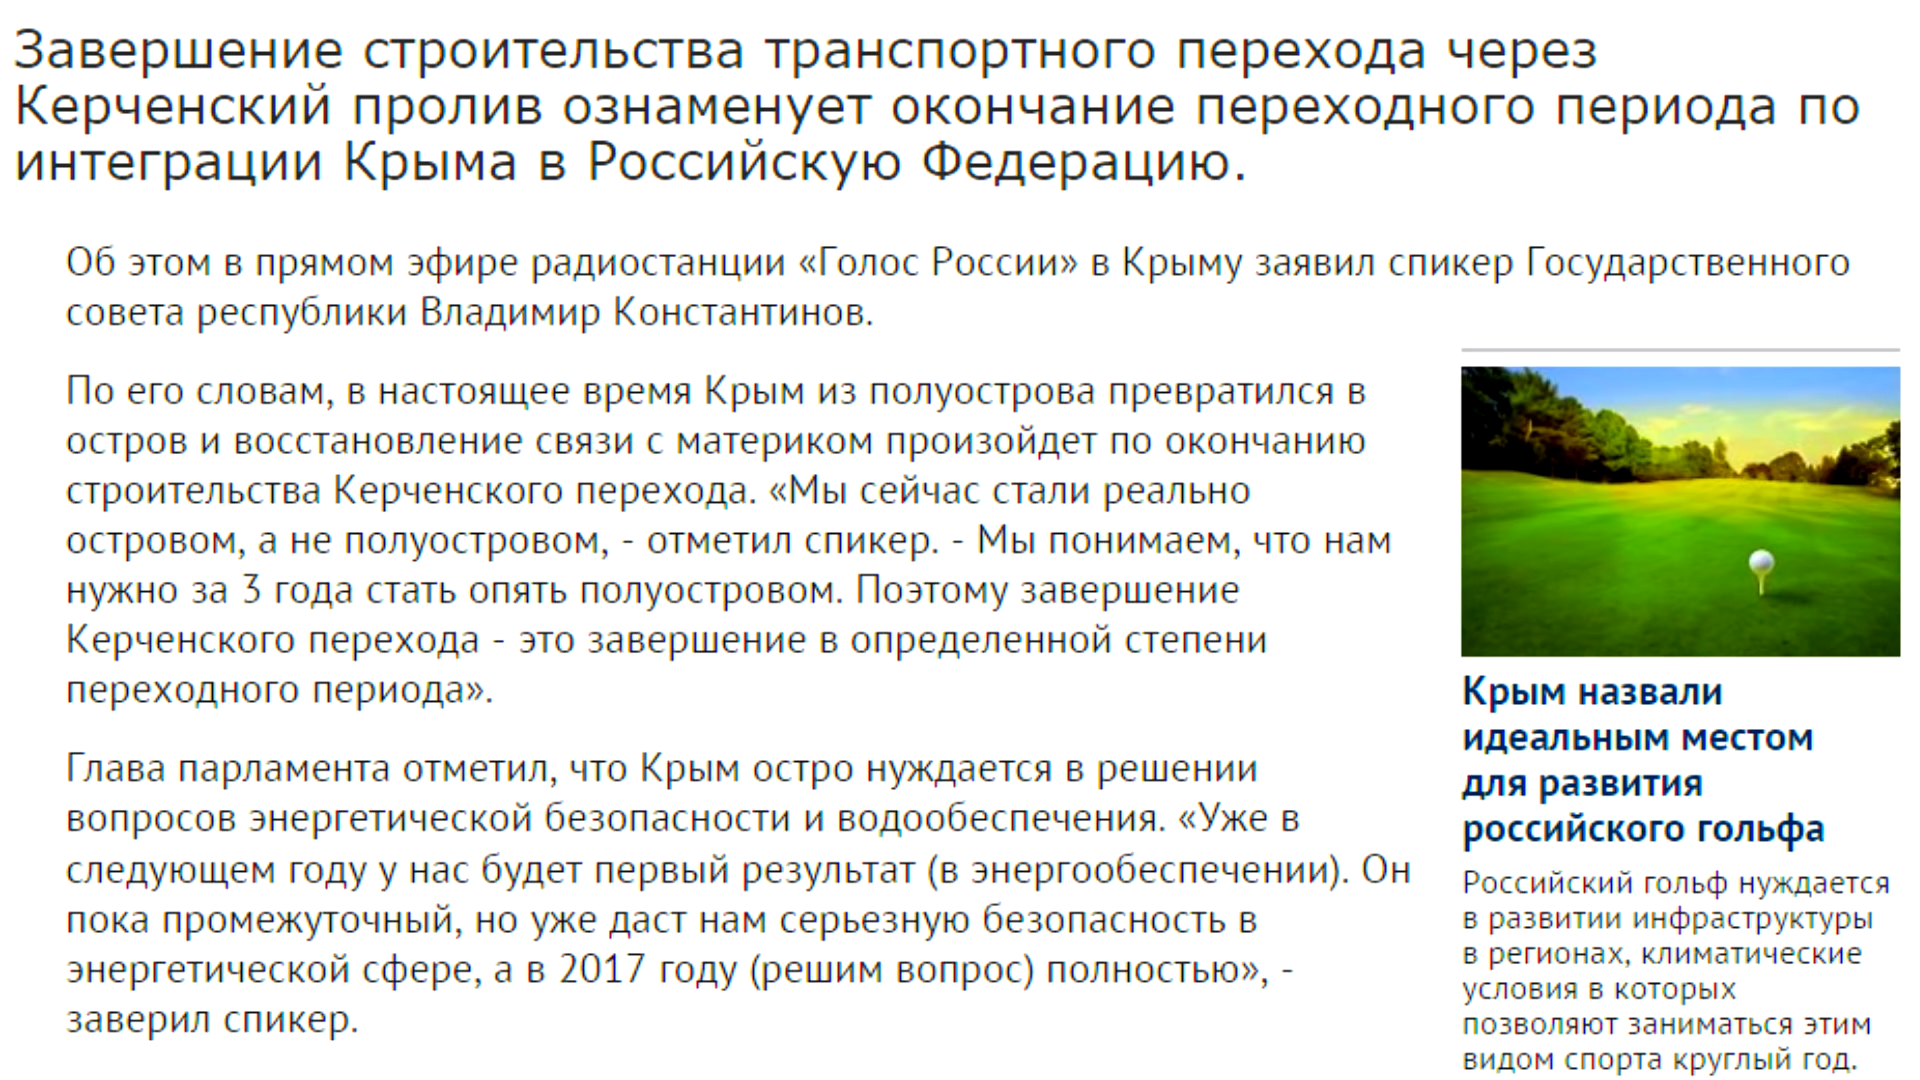 Завершение строительства транспортного перехода через
Керченский пролив ознаменует окончание переходного периода по
интеграции Крыма в Российскую Федерацию.
Об этом в прямом эфире радиостанции «Голос России» в Крыму заявил спикер Государственного
совета республики Владимир Константинов.
По его словам, в настоящее время Крым из полуострова превратился в
остров и восстановление связи с материком произойдет по окончанию
строительства Керченского перехода. «Мы сейчас стали реально
островом, а не полуостровом, - отметил спикер. - Мы понимаем, что нам
нужно за 3 года стать опять полуостровом. Поэтому завершение
Керченского перехода - это завершение в определенной степени
переходного периода».
Глава парламента отметил, что Крым остро нуждается в решении
вопросов энергетической безопасности и водообеспечения. «Уже в
следующем году у нас будет первый результат (в энергообеспечении). Он
пока промежуточный, но уже даст нам серьезную безопасность в
энергетической сфере, а в 2017 году (решим вопрос) полностью», -
заверил спикер.
Крым назвали
идеальным местом
для развития
российского гольфа
Российский гольф нуждается
в развитии инфраструктуры
в регионах, климатические
условия в которых
позволяют заниматься этим
видом спорта круглый год.